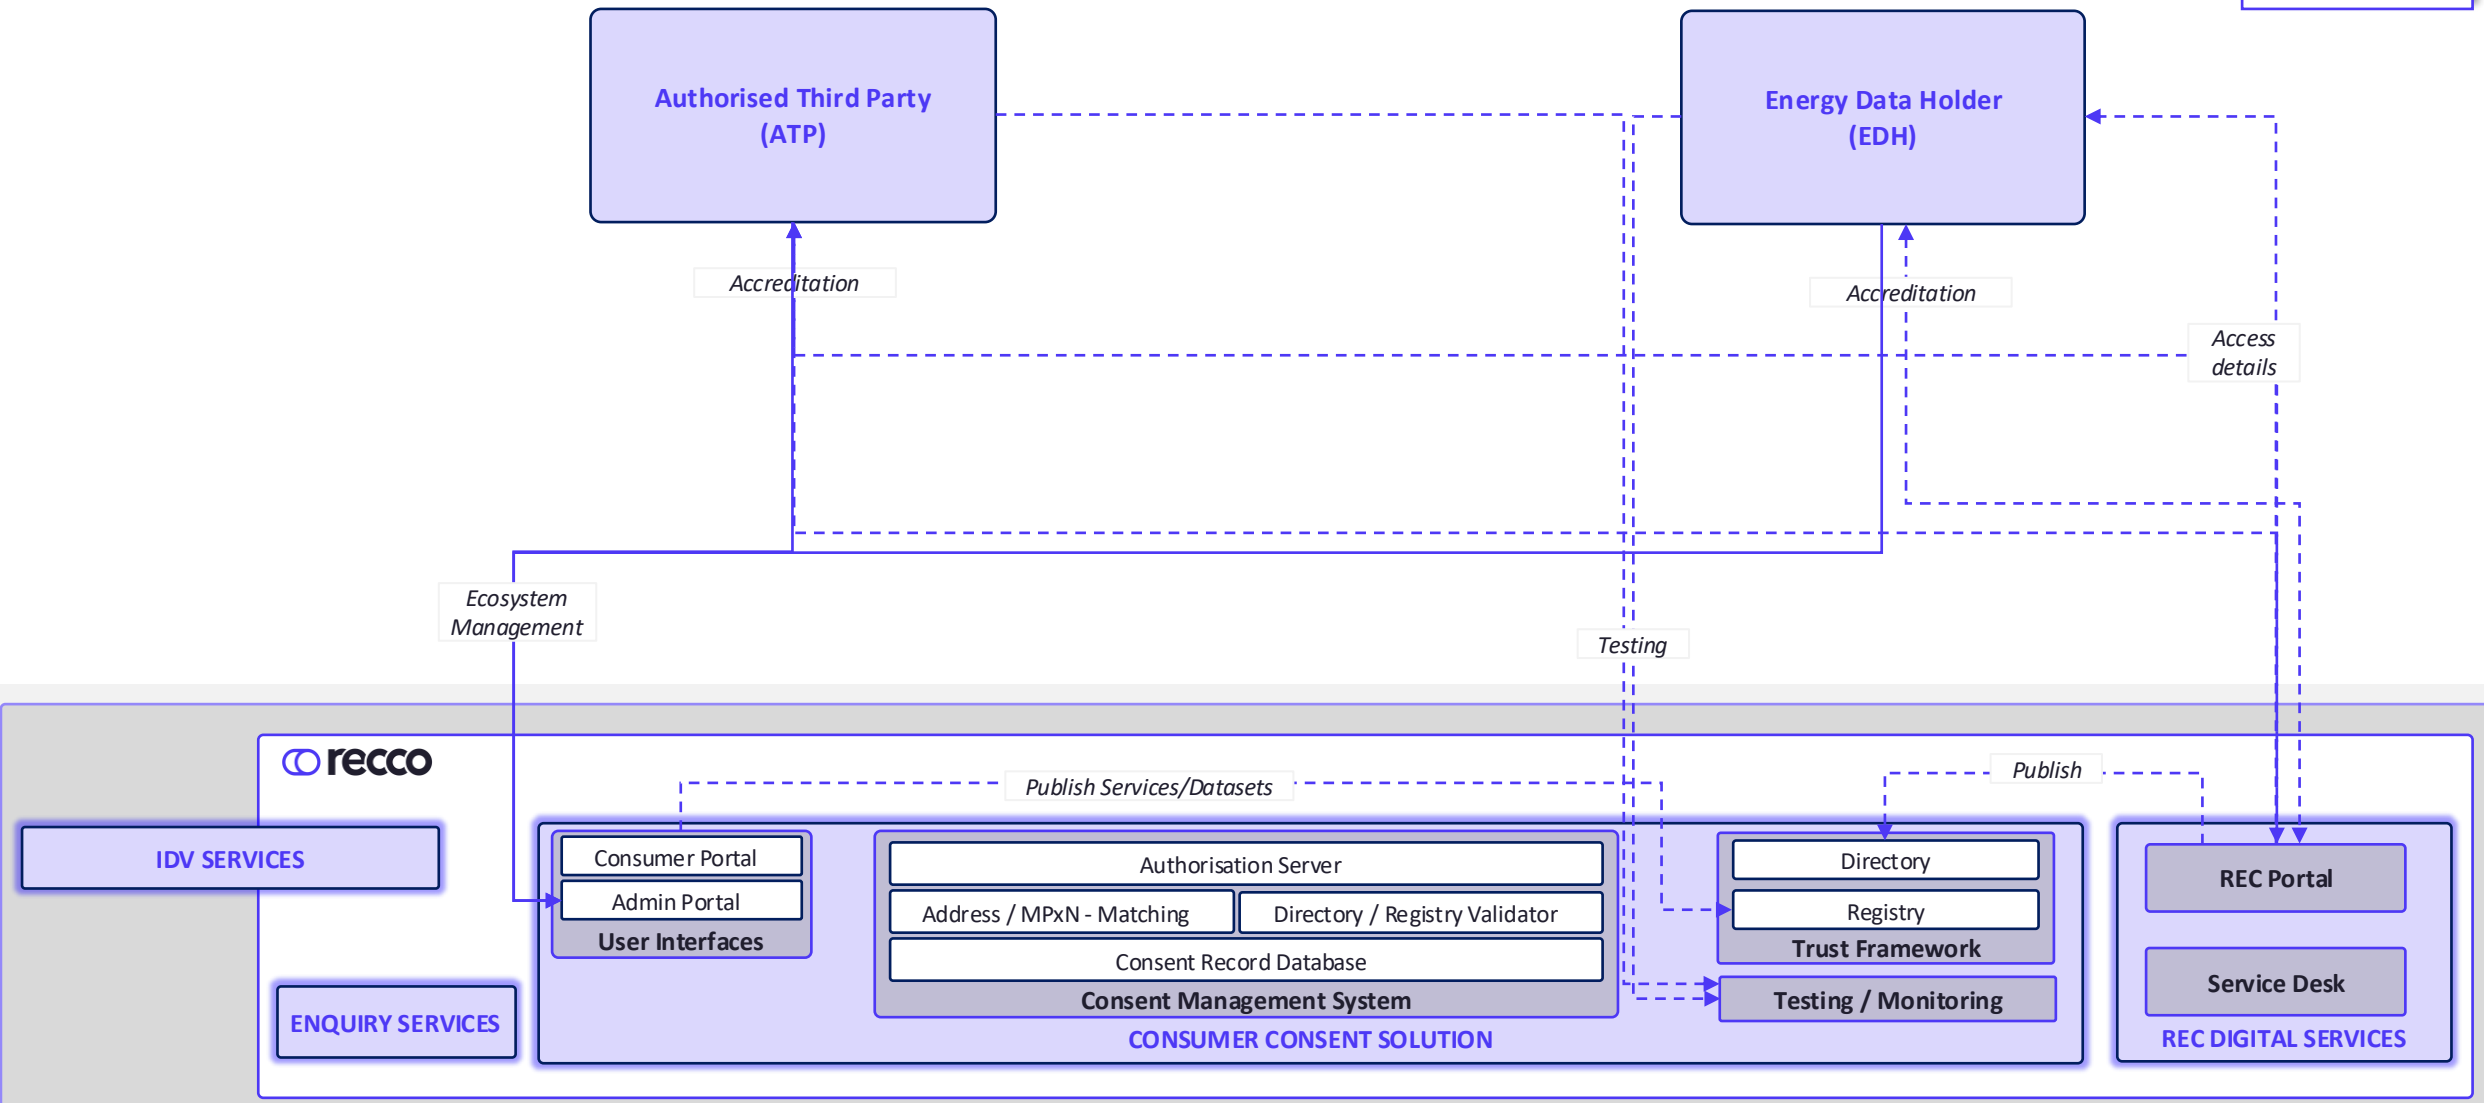 Authorised Third Party
(ATP)
Energy Data Holder
(EDH)
Accreditation
Accreditation
Access
details
Ecosystem
Management
Testing
recco
Publish Services/Datasets
Publish
IDV SERVICES
Consumer Portal
Admin Portal
User Interfaces
Authorisation Server
Address / MPxN - Matching
Directory / Registry Validator
Consent Record Database
Consent Management System
Directory
Registry
Trust Framework
Testing / Monitoring
REC Portal
Service Desk
ENQUIRY SERVICES
CONSUMER CONSENT SOLUTION
REC DIGITAL SERVICES